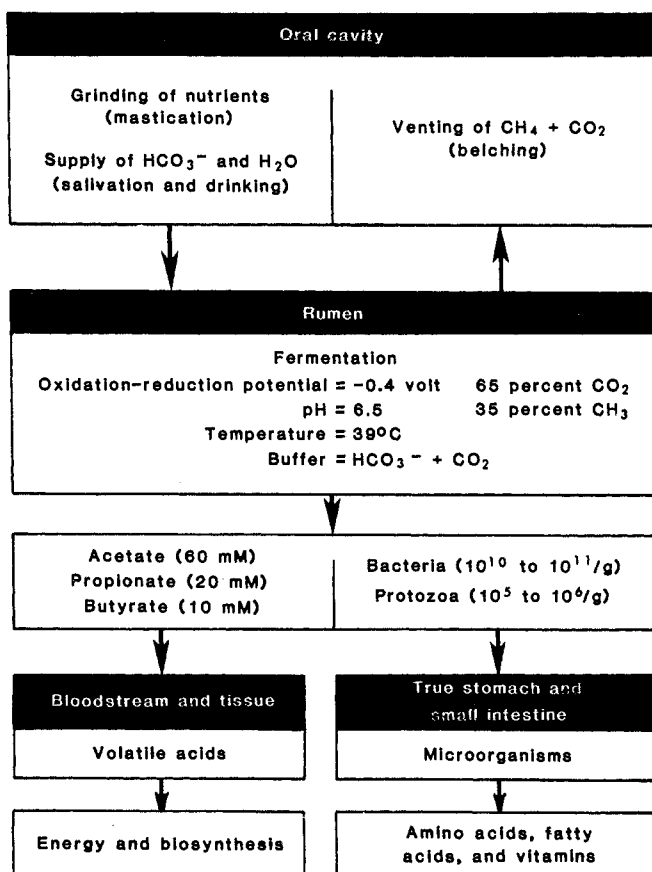 Oral cavity
Grinding of nutrients
(mastication)
Supply of HCO₃⁻ and H₂O
(salivation and drinking)
Venting of CH₄ + CO₂
(belching)
Rumen
Fermentation
Oxidation-reduction potential = -0.4 volt 65 percent CO₂
pH = 6.5 35 percent CH₃
Temperature = 39°C
Buffer = HCO₃⁻ + CO₂
Acetate (60 mM)
Propionate (20 mM)
Butyrate (10 mM)
Bacteria (10¹⁰ to 10¹¹/g)
Protozoa (10⁵ to 10⁶/g)
Bloodstream and tissue
Volatile acids
True stomach and
small intestine
Microorganisms
Energy and biosynthesis
Amino acids, fatty
acids, and vitamins